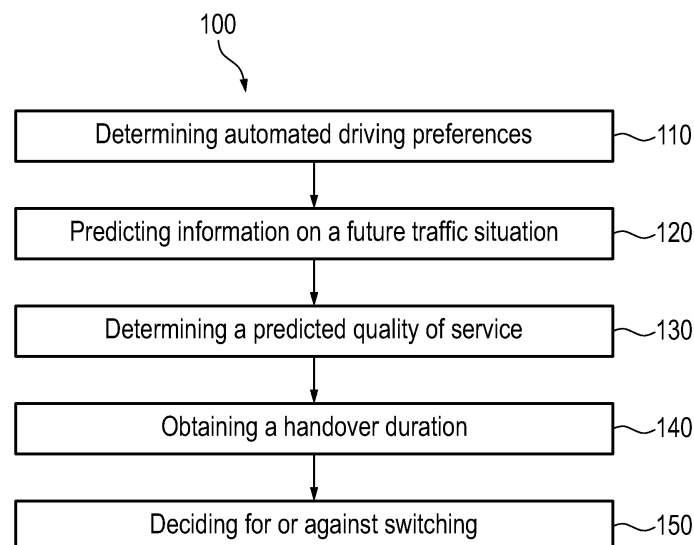 100
Determining automated driving preferences 110
Predicting information on a future traffic situation 120
Determining a predicted quality of service 130
Obtaining a handover duration 140
Deciding for or against switching 150